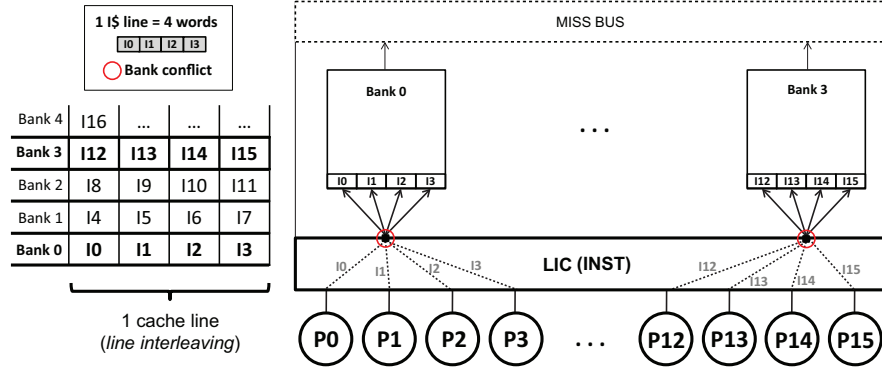 1 I$ line = 4 words
I0 I1 I2 I3
Bank conflict
Bank 4 I16 ... ... ...
Bank 3 I12 I13 I14 I15
Bank 2 I8 I9 I10 I11
Bank 1 I4 I5 I6 I7
Bank 0 I0 I1 I2 I3
1 cache line
(line interleaving)
MISS BUS
Bank 0
I0 I1 I2 I3
...
Bank 3
I12 I13 I14 I15
LIC (INST)
I0 I1 I2 I3
I12 I13 I14 I15
P0 P1 P2 P3 ... P12 P13 P14 P15